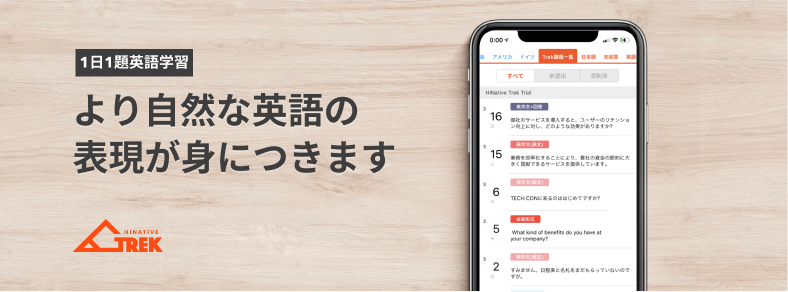 1日1題英語学習
より自然な英語の
表現が身につきます
HINATIVE
TREK
0:00
アメリカ ドイツ Trek課題一覧 日本語 未回答 英語
すべて 未提出 添削済
HiNative Trek Trial
3
16
英作文+回答
御社のサービスを導入すると、ユーザーのリテンショ
ン向上に対し、どのような効果がありますか?
3
15
英作文(長文)
業務を効率化することにより、貴社の資金の節約に大
きく貢献できるサービスを提供しています。
3
6
英作文(短文)
TECH CONに来るのははじめてですか?
3
5
会話形式
What kind of benefits do you have at
your company?
3
2
英作文(短文)
すみません、日程表と名札をまだもらっていないので
すが。